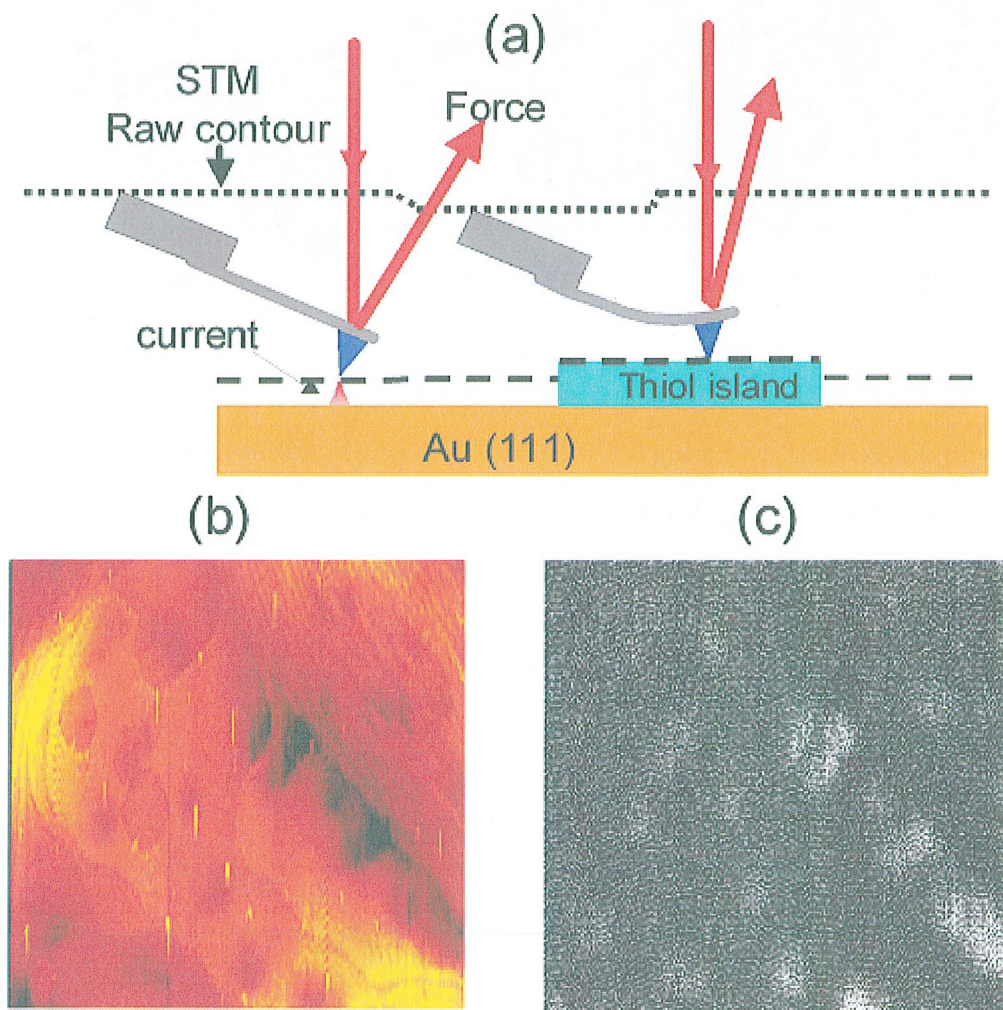 (a)
STM
Raw contour
Force
current
Thiol island
Au (111)
(b)
(c)